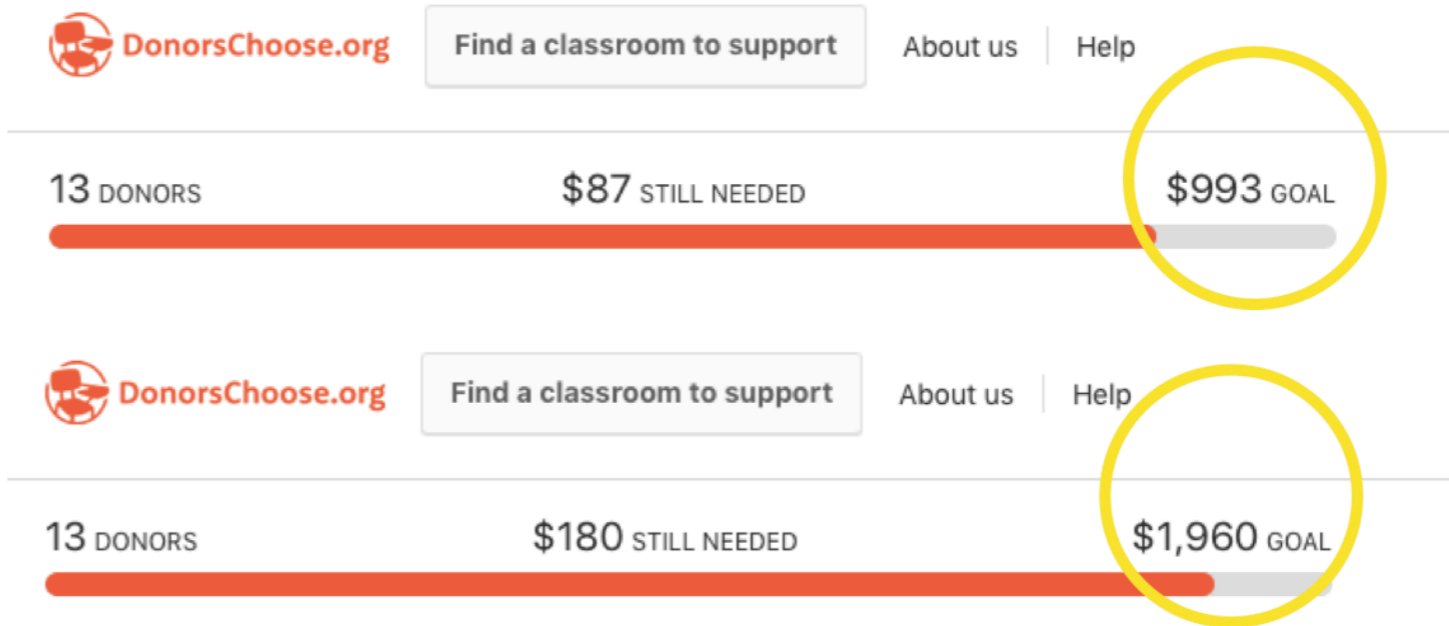 DonorsChoose.org Find a classroom to support About us Help
13 DONORS $87 STILL NEEDED $993 GOAL
DonorsChoose.org Find a classroom to support About us Help
13 DONORS $180 STILL NEEDED $1,960 GOAL